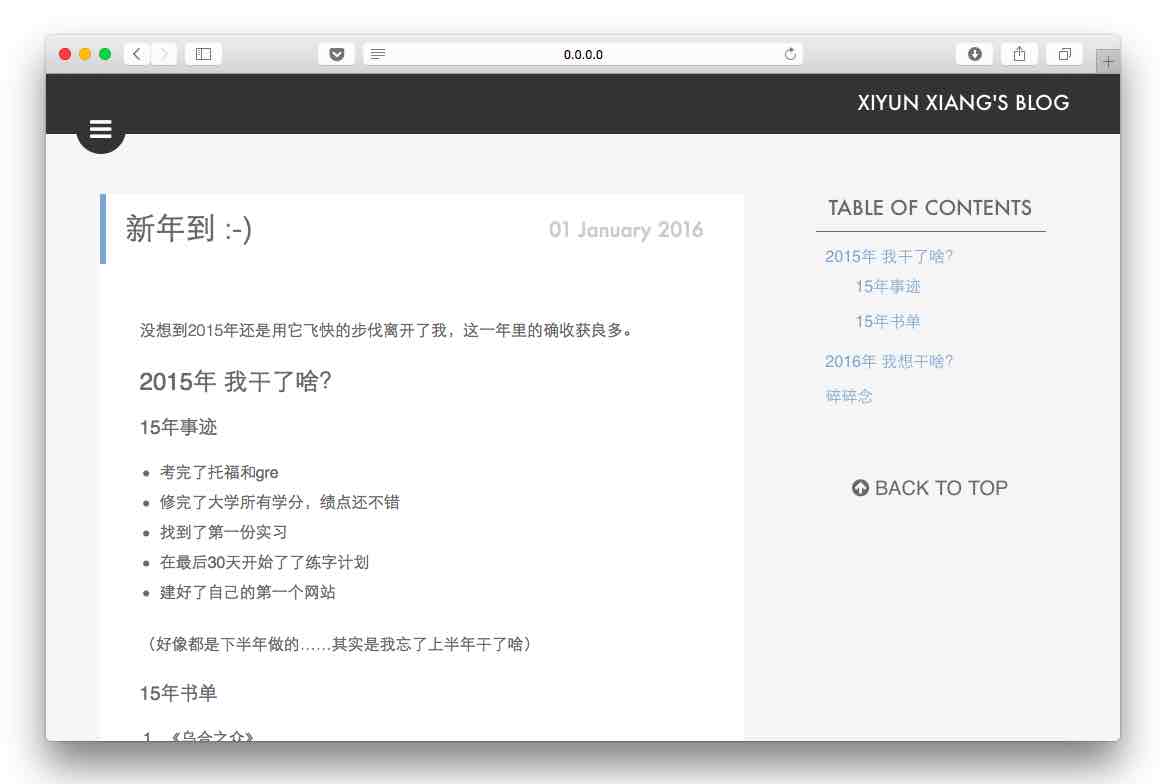 0.0.0.0
XIYUN XIANG'S BLOG
新年到 :-)
01 January 2016
没想到2015年还是用它飞快的步伐离开了我，这一年里的确收获良多。
2015年 我干了啥?
15年事迹
考完了托福和gre
修完了大学所有学分，绩点还不错
找到了第一份实习
在最后30天开始了了练字计划
建好了自己的第一个网站
（好像都是下半年做的……其实是我忘了上半年干了啥）
15年书单
1. 《乌合之众》
TABLE OF CONTENTS
2015年 我干了啥?
15年事迹
15年书单
2016年 我想干啥?
碎碎念
BACK TO TOP